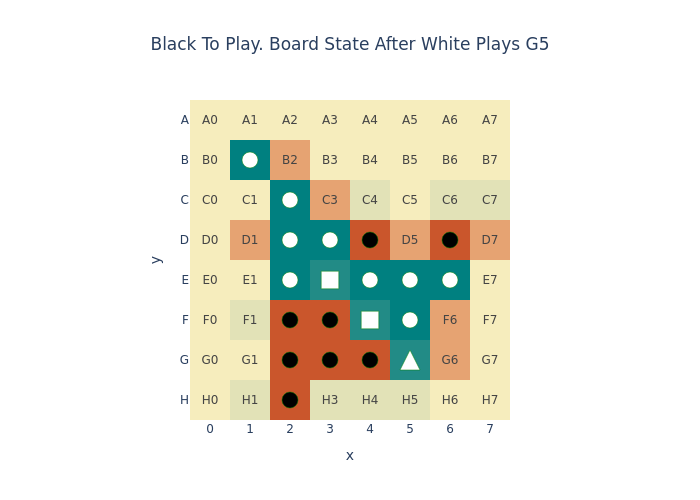 Black To Play. Board State After White Plays G5
A A0 A1 A2 A3 A4 A5 A6 A7
B B0 B2 B3 B4 B5 B6 B7
C C0 C1 C3 C4 C5 C6 C7
D D0 D1 D5 D7
E E0 E1 E7
F F0 F1 F6 F7
G G0 G1 G6 G7
H H0 H1 H3 H4 H5 H6 H7
0 1 2 3 4 5 6 7
x
y